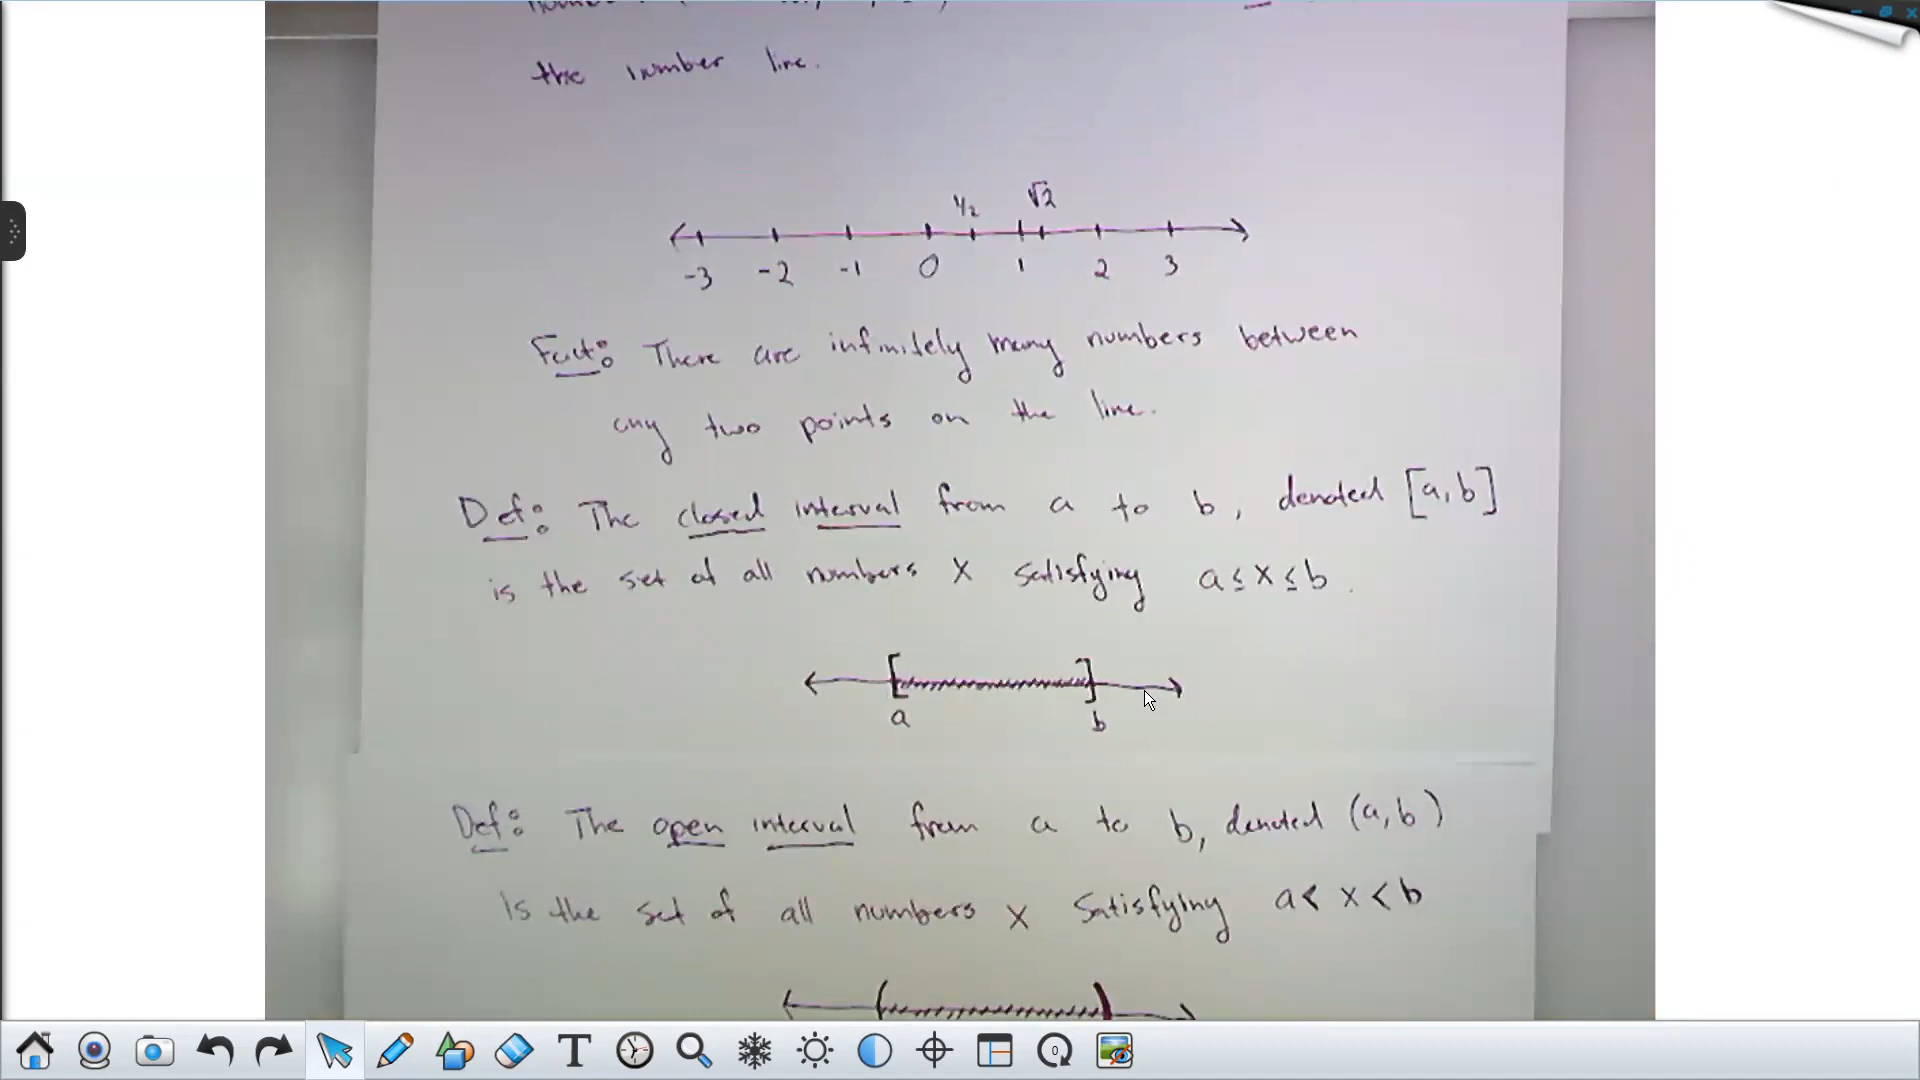 the number line.
1/2 √2
-3 -2 -1 0 1 2 3
Fact: There are infinitely many numbers between
any two points on the line.
Def: The closed interval from a to b, denoted [a,b]
is the set of all numbers x satisfying a≤x≤b.
[ ]
a b
Def: The open interval from a to b, denoted (a,b)
Is the set of all numbers x satisfying a< x <b
( )
T
0